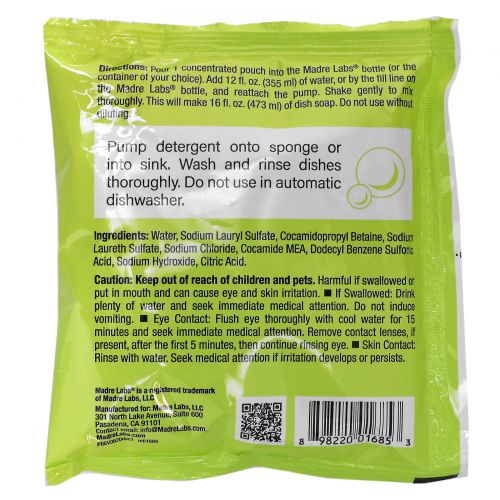 Directions: Pour 1 concentrated pouch into the Madre Labs® bottle (or the
container of your choice). Add 12 fl. oz. (355 ml) of water, or by the fill line on
the Madre Labs® bottle, and reattach the pump. Shake gently to mix
thoroughly. This will make 16 fl. oz. (473 ml) of dish soap. Do not use without
diluting.
Pump detergent onto sponge or
into sink. Wash and rinse dishes
thoroughly. Do not use in automatic
dishwasher.
Ingredients: Water, Sodium Lauryl Sulfate, Cocamidopropyl Betaine, Sodium
Laureth Sulfate, Sodium Chloride, Cocamide MEA, Dodecyl Benzene Sulfonic
Acid, Sodium Hydroxide, Citric Acid.
Caution: Keep out of reach of children and pets. Harmful if swallowed or
put in mouth and can cause eye and skin irritation. ■ If Swallowed: Drink
plenty of water and seek immediate medical attention. Do not induce
vomiting. ■ Eye Contact: Flush eye thoroughly with cool water for 15
minutes and seek immediate medical attention. Remove contact lenses, if
present, after the first 5 minutes, then continue rinsing eye. ■ Skin Contact:
Rinse with water. Seek medical attention if irritation develops or persists.
Madre Labs® is a registered trademark
of Madre Labs, LLC
Manufactured for: Madre Labs, LLC
301 North Lake Avenue, Suite 600
Pasadena, CA 91101
Contact email: info@MadreLabs.com
MadreLabs.com
8 98220 01685 3